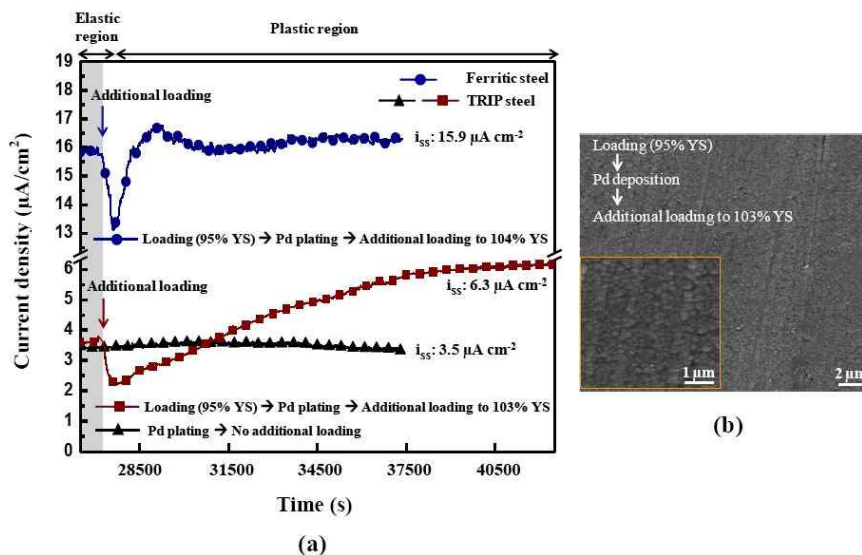 Elastic
region
Plastic region
19
18
17
16
15
14
13
6
5
4
3
2
1
0
Current density (μA/cm²)
Additional loading
Ferritic steel
TRIP steel
iSS: 15.9 μA cm⁻²
Loading (95% YS) → Pd plating → Additional loading to 104% YS
Additional loading
iSS: 6.3 μA cm⁻²
iSS: 3.5 μA cm⁻²
Loading (95% YS) → Pd plating → Additional loading to 103% YS
Pd plating → No additional loading
28500 31500 34500 37500 40500
Time (s)
(a)
Loading (95% YS)
Pd deposition
Additional loading to 103% YS
1 μm
2 μm
(b)